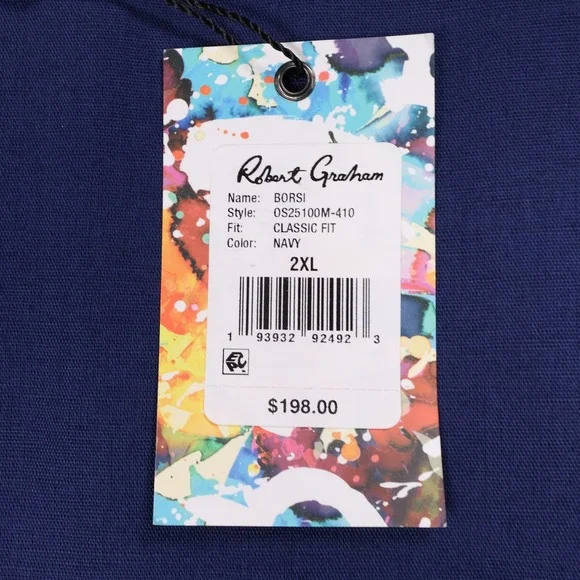 Robert Graham
Name: BORSI
Style: OS25100M-410
Fit: CLASSIC FIT
Color: NAVY
2XL
1 93932 92492 3
$198.00